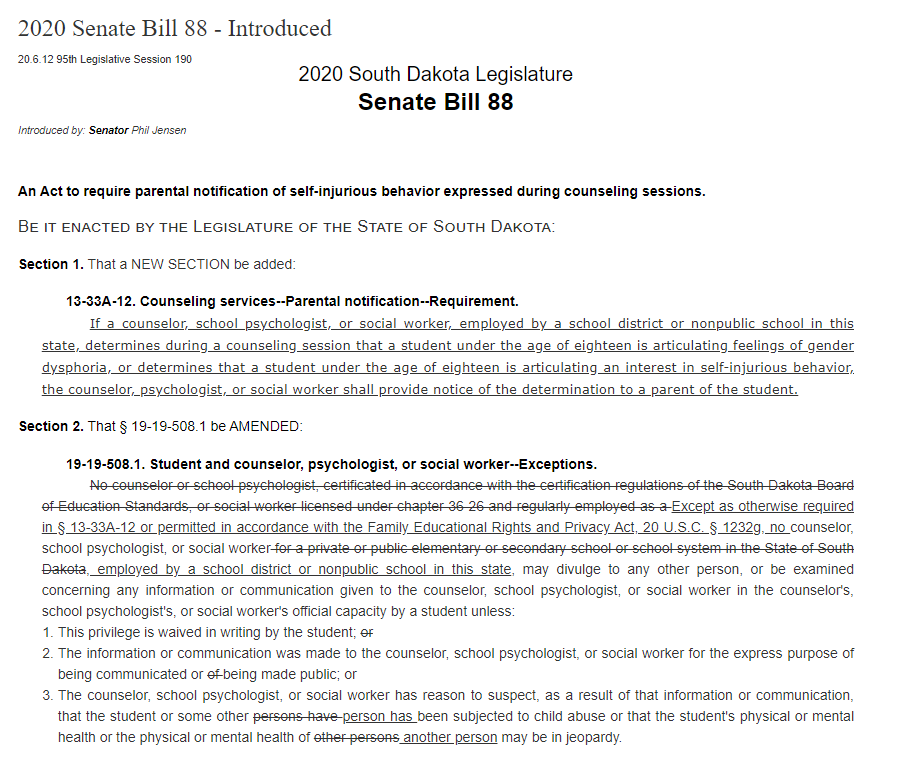 2020 Senate Bill 88 - Introduced
20.6.12 95th Legislative Session 190
2020 South Dakota Legislature
Senate Bill 88
Introduced by: Senator Phil Jensen
An Act to require parental notification of self-injurious behavior expressed during counseling sessions.
BE IT ENACTED BY THE LEGISLATURE OF THE STATE OF SOUTH DAKOTA:
Section 1. That a NEW SECTION be added:
13-33A-12. Counseling services--Parental notification--Requirement.
If a counselor, school psychologist, or social worker, employed by a school district or nonpublic school in this
state, determines during a counseling session that a student under the age of eighteen is articulating feelings of gender
dysphoria, or determines that a student under the age of eighteen is articulating an interest in self-injurious behavior,
the counselor, psychologist, or social worker shall provide notice of the determination to a parent of the student.
Section 2. That § 19-19-508.1 be AMENDED:
19-19-508.1. Student and counselor, psychologist, or social worker--Exceptions.
No counselor or school psychologist, certificated in accordance with the certification regulations of the South Dakota Board
of Education Standards, or social worker licensed under chapter 36-26 and regularly employed as a Except as otherwise required
in § 13-33A-12 or permitted in accordance with the Family Educational Rights and Privacy Act, 20 U.S.C. § 1232g, no counselor,
school psychologist, or social worker for a private or public elementary or secondary school or school system in the State of South
Dakota, employed by a school district or nonpublic school in this state, may divulge to any other person, or be examined
concerning any information or communication given to the counselor, school psychologist, or social worker in the counselor's,
school psychologist's, or social worker's official capacity by a student unless:
1. This privilege is waived in writing by the student; or
2. The information or communication was made to the counselor, school psychologist, or social worker for the express purpose of
being communicated or of being made public; or
3. The counselor, school psychologist, or social worker has reason to suspect, as a result of that information or communication,
that the student or some other persons have person has been subjected to child abuse or that the student's physical or mental
health or the physical or mental health of other persons another person may be in jeopardy.